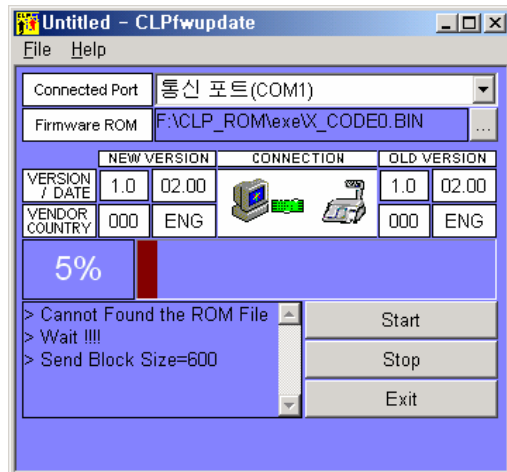 Untitled - CLPfwupdate
File Help
Connected Port 통신 포트(COM1)
Firmware ROM F:\CLP_ROM\exe\X_CODE0.BIN ...
NEW VERSION CONNECTION OLD VERSION
VERSION / DATE 1.0 02.00 1.0 02.00
VENDOR COUNTRY 000 ENG 000 ENG
5%
> Cannot Found the ROM File
> Wait !!!!
> Send Block Size=600
Start
Stop
Exit